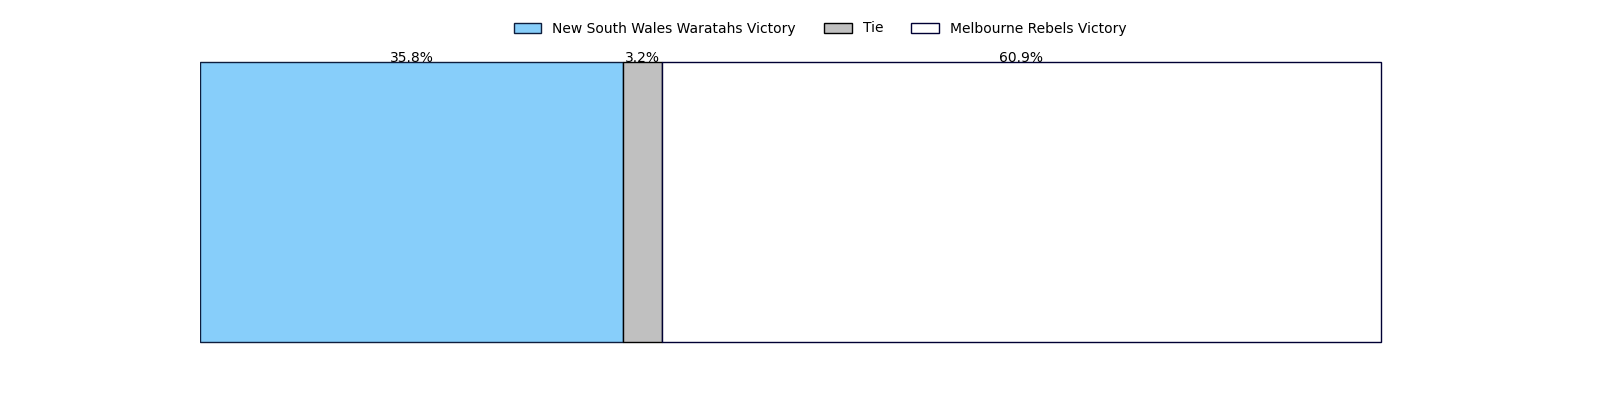 New South Wales Waratahs Victory Tie Melbourne Rebels Victory
35.8% 3.2% 60.9%